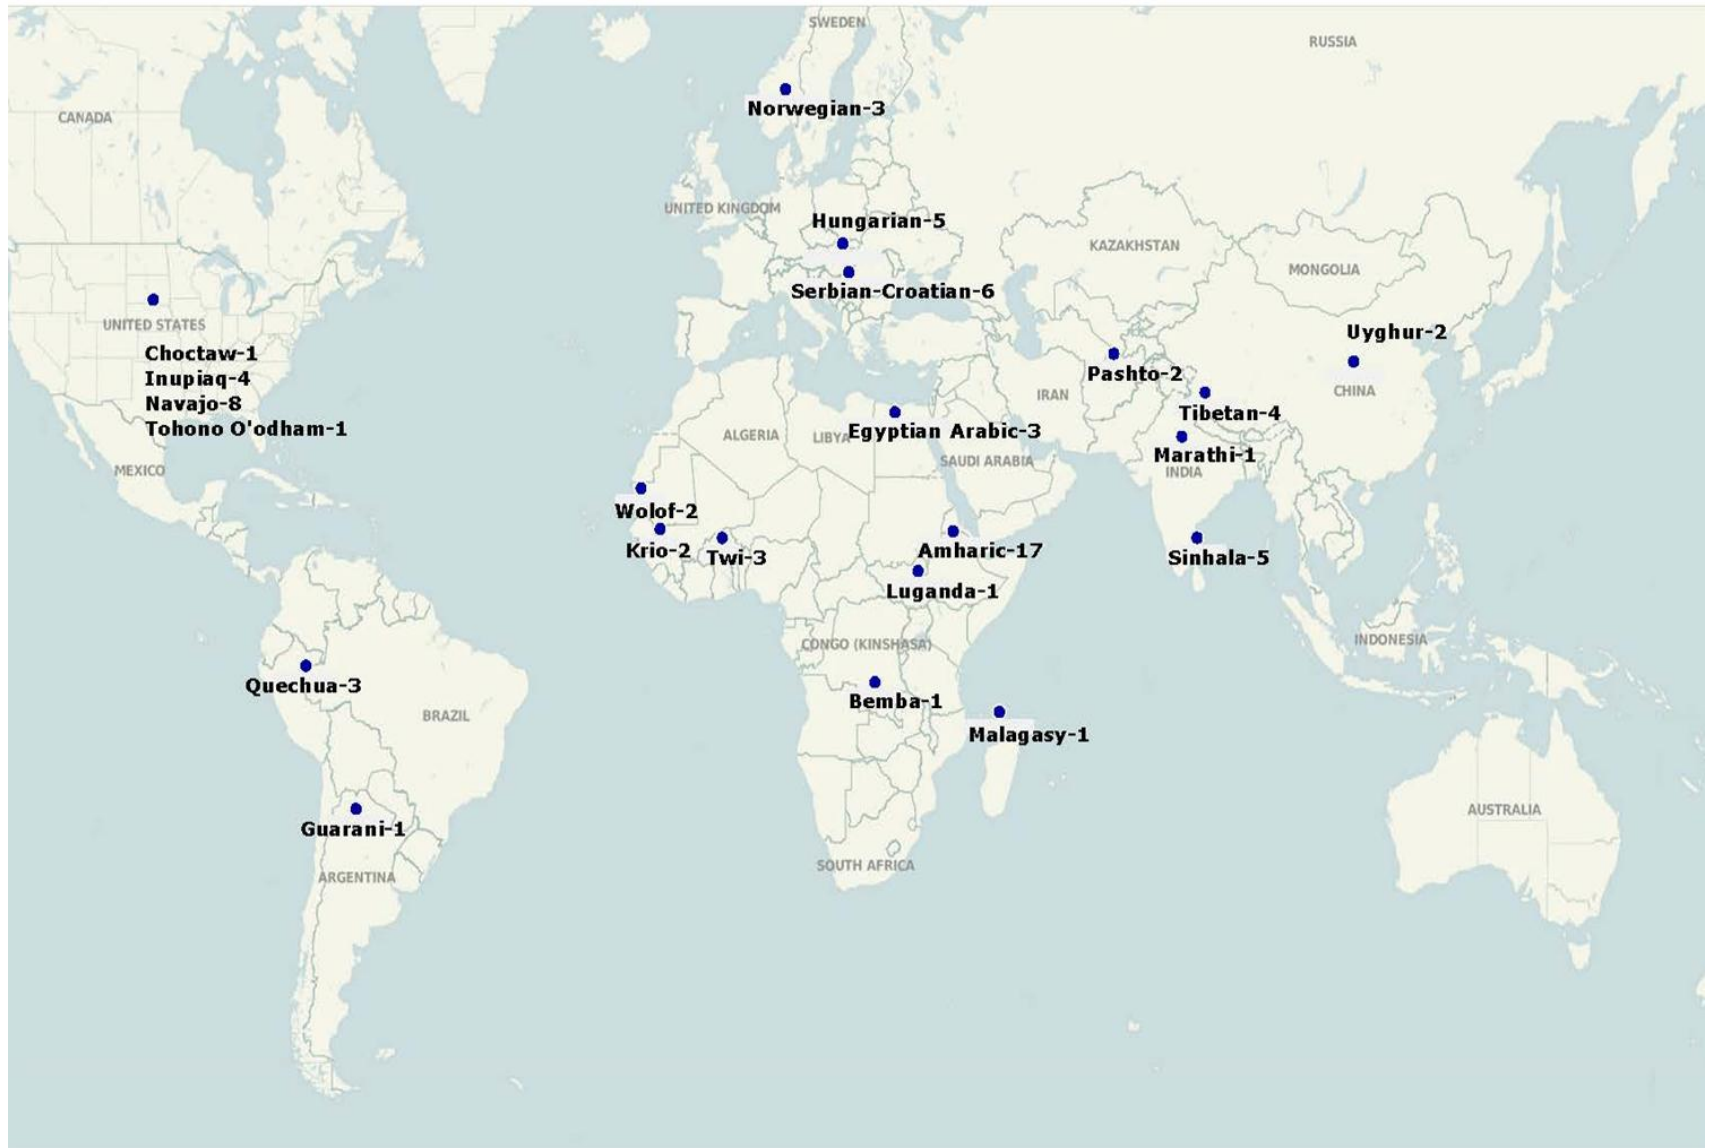 SWEDEN
RUSSIA
Norwegian-3
CANADA
UNITED KINGDOM
Hungarian-5
KAZAKHSTAN
MONGOLIA
Serbian-Croatian-6
UNITED STATES
Uyghur-2
Choctaw-1
Inupiaq-4
Navajo-8
Tohono O'odham-1
Pashto-2
IRAN
CHINA
Tibetan-4
ALGERIA
LIBYA
Egyptian Arabic-3
SAUDI ARABIA
Marathi-1
INDIA
MEXICO
Wolof-2
Krio-2
Twi-3
Amharic-17
Sinhala-5
Luganda-1
CONGO (KINSHASA)
INDONESIA
Quechua-3
Bemba-1
BRAZIL
Malagasy-1
AUSTRALIA
Guarani-1
SOUTH AFRICA
ARGENTINA